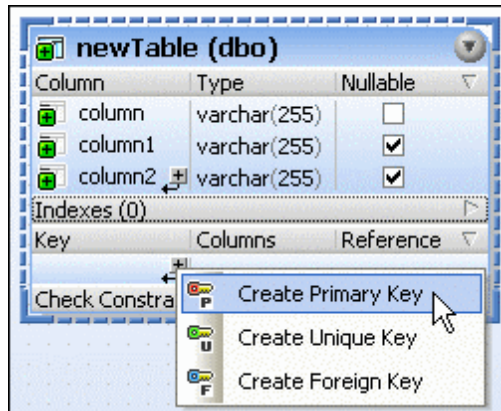 newTable (dbo)
Column Type Nullable
column varchar(255)
column1 varchar(255)
column2 varchar(255)
Indexes (0)
Key Columns Reference
Check Constra
P Create Primary Key
U Create Unique Key
F Create Foreign Key